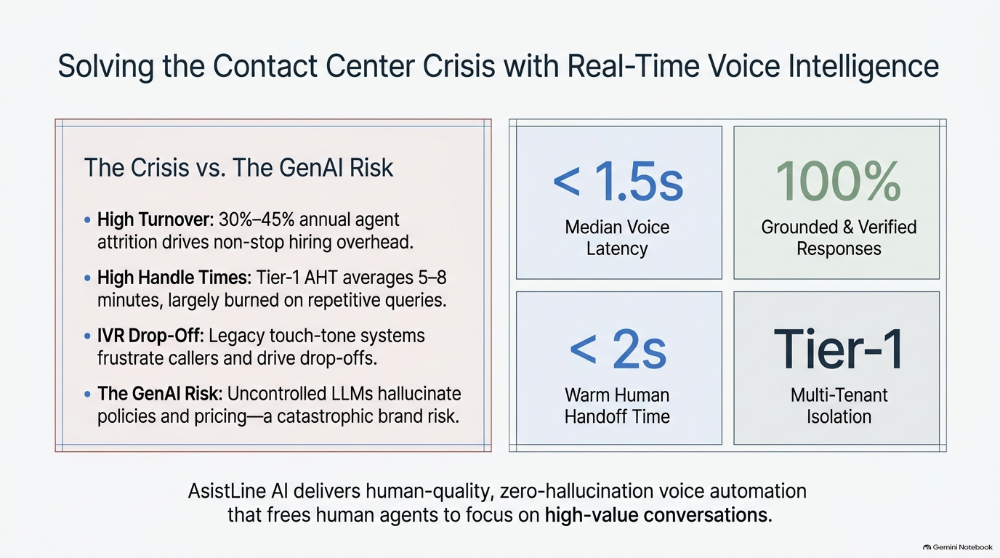 Solving the Contact Center Crisis with Real-Time Voice Intelligence
The Crisis vs. The GenAI Risk
• High Turnover: 30%–45% annual agent
attrition drives non-stop hiring overhead.
• High Handle Times: Tier-1 AHT averages 5–8
minutes, largely burned on repetitive queries.
• IVR Drop-Off: Legacy touch-tone systems
frustrate callers and drive drop-offs.
• The GenAI Risk: Uncontrolled LLMs hallucinate
policies and pricing—a catastrophic brand risk.
< 1.5s
Median Voice
Latency
100%
Grounded & Verified
Responses
< 2s
Warm Human
Handoff Time
Tier-1
Multi-Tenant
Isolation
AsistLine AI delivers human-quality, zero-hallucination voice automation
that frees human agents to focus on high-value conversations.
Gemini Notebook